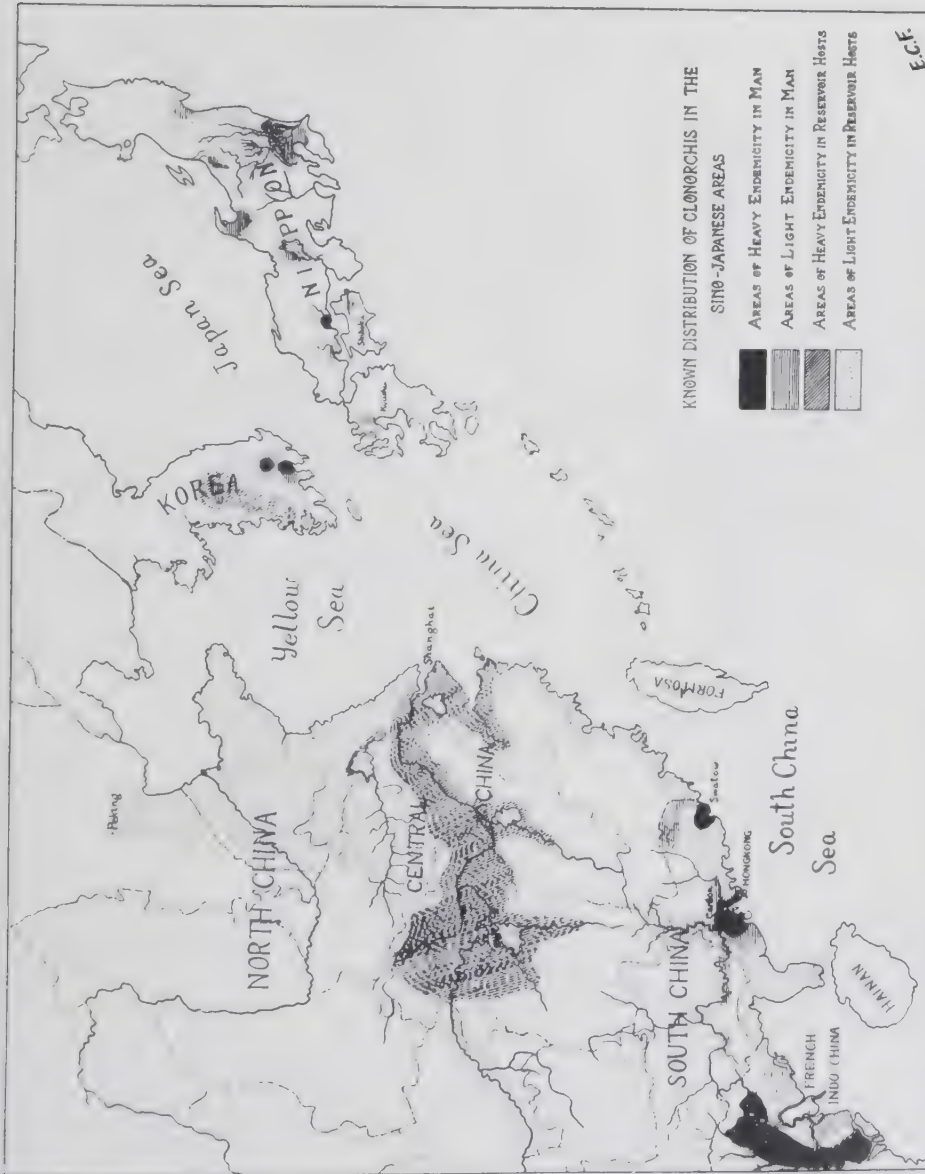 KNOWN DISTRIBUTION OF CLONORCHIS IN THE
SINO-JAPANESE AREAS
AREAS OF HEAVY ENDEMICITY IN MAN
AREAS OF LIGHT ENDEMICITY IN MAN
AREAS OF HEAVY ENDEMICITY IN RESERVOIR HOSTS
AREAS OF LIGHT ENDEMICITY IN RESERVOIR HOSTS
E.C.F.
Japan Sea
NIPPON
KOREA
Yellow
Sea
China Sea
Shanghai
Peking
NORTH CHINA
CENTRAL
CHINA
FORMOSA
Swatow
Canton
HONGKONG
South China
Sea
SOUTH CHINA
HAINAN
FRENCH
INDO CHINA